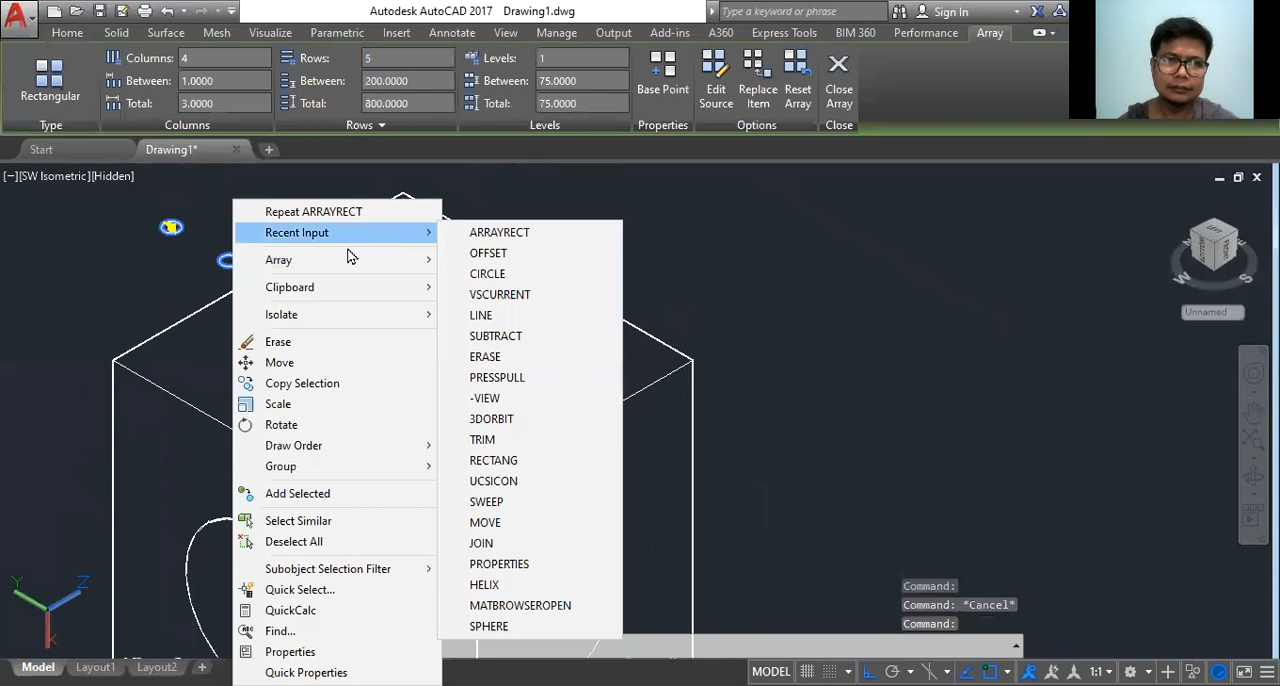 Autodesk AutoCAD 2017 Drawing1.dwg
Type a keyword or phrase
Sign In
Home Solid Surface Mesh Visualize Parametric Insert Annotate View Manage Output Add-ins A360 Express Tools BIM 360 Performance Array
Columns: 4 Rows: 5 Levels: 1
Between: 1.0000 Between: 200.0000 Between: 75.0000
Total: 3.0000 Total: 800.0000 Total: 75.0000
Rectangular
Base Point
Edit Source
Replace Item
Reset Array
Close Array
Type Columns Rows Levels Properties Options Close
Start Drawing1*
[−][SW Isometric][Hidden]
Repeat ARRAYRECT
Recent Input
Array
Clipboard
Isolate
Erase
Move
Copy Selection
Scale
Rotate
Draw Order
Group
Add Selected
Select Similar
Deselect All
Subobject Selection Filter
Quick Select...
QuickCalc
Find...
Properties
Quick Properties
ARRAYRECT
OFFSET
CIRCLE
VSCURRENT
LINE
SUBTRACT
ERASE
PRESSPULL
-VIEW
3DORBIT
TRIM
RECTANG
UCSICON
SWEEP
MOVE
JOIN
PROPERTIES
HELIX
MATBROWSEROPEN
SPHERE
LEFT
W S
Unnamed
Y Z
X
Command:
Command: *Cancel*
Command:
Model Layout1 Layout2 +
MODEL 1:1